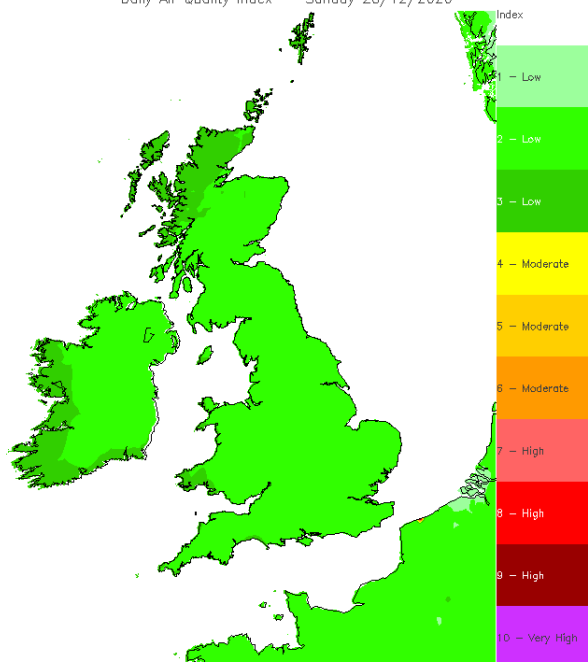 Daily Air Quality Index Sunday
Index
1 - Low
2 - Low
3 - Low
4 - Moderate
5 - Moderate
6 - Moderate
7 - High
8 - High
9 - High
10 - Very High